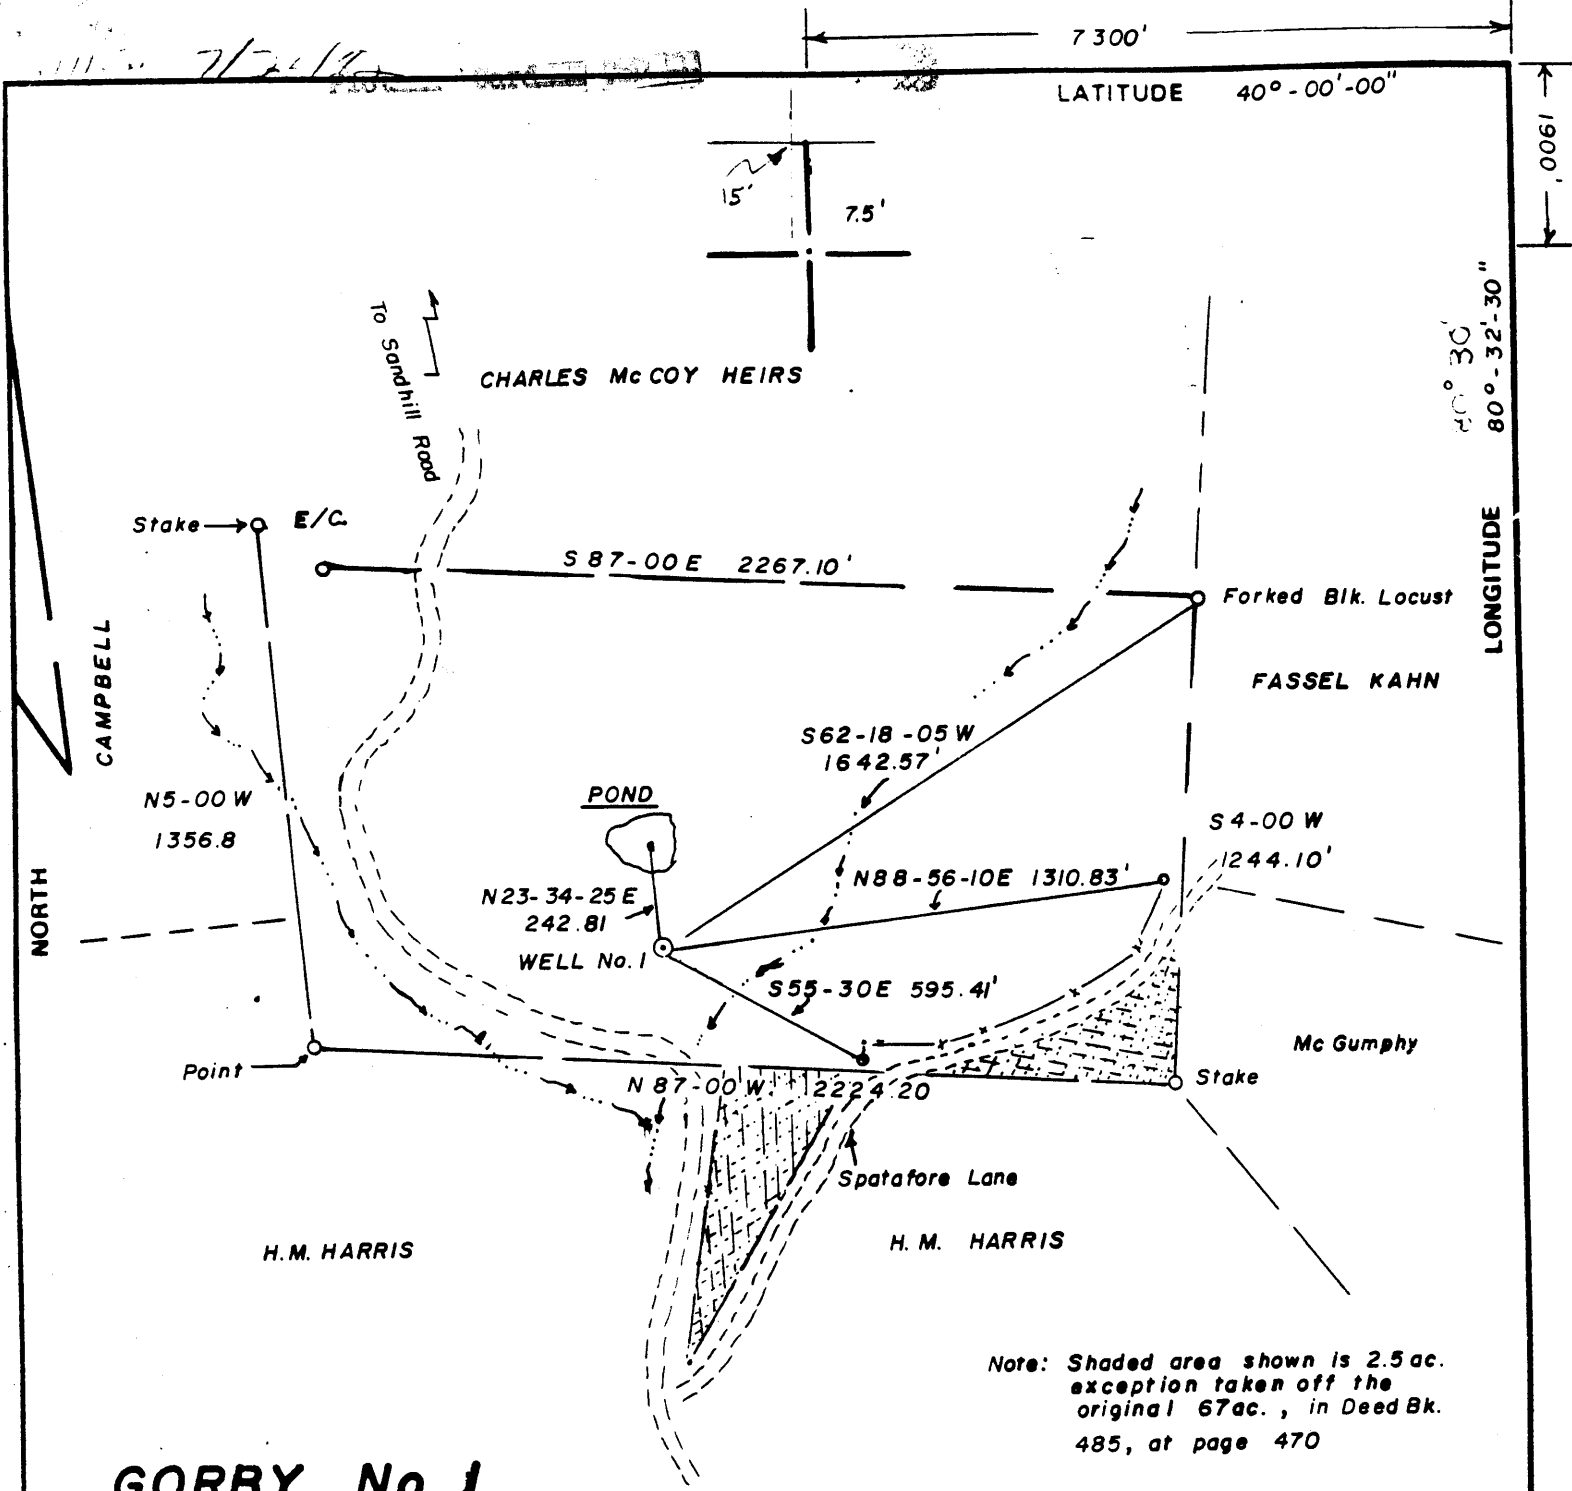 7300'
LATITUDE 40°-00'-00"
1900'
15'
7.5'
80°-32'-30"
LONGITUDE
To Sandhill Road
CHARLES McCOY HEIRS
Stake
E/C.
S 87-00 E 2267.10'
Forked Blk. Locust
FASSEL KAHN
CAMPBELL
NORTH
S62-18-05 W
1642.57'
POND
N5-00 W
1356.8
S 4-00 W
1244.10'
N88-56-10E 1310.83'
N23-34-25 E
242.81
WELL No. 1
S55-30E 595.41'
Mc Gumphy
Point
Stake
N 87-00 W 2224.20
Spatafore Lane
H.M. HARRIS
H. M. HARRIS
Note: Shaded area shown is 2.5 ac.
exception taken off the
original 67ac. , in Deed Bk.
485, at page 470
GORBY No. 1